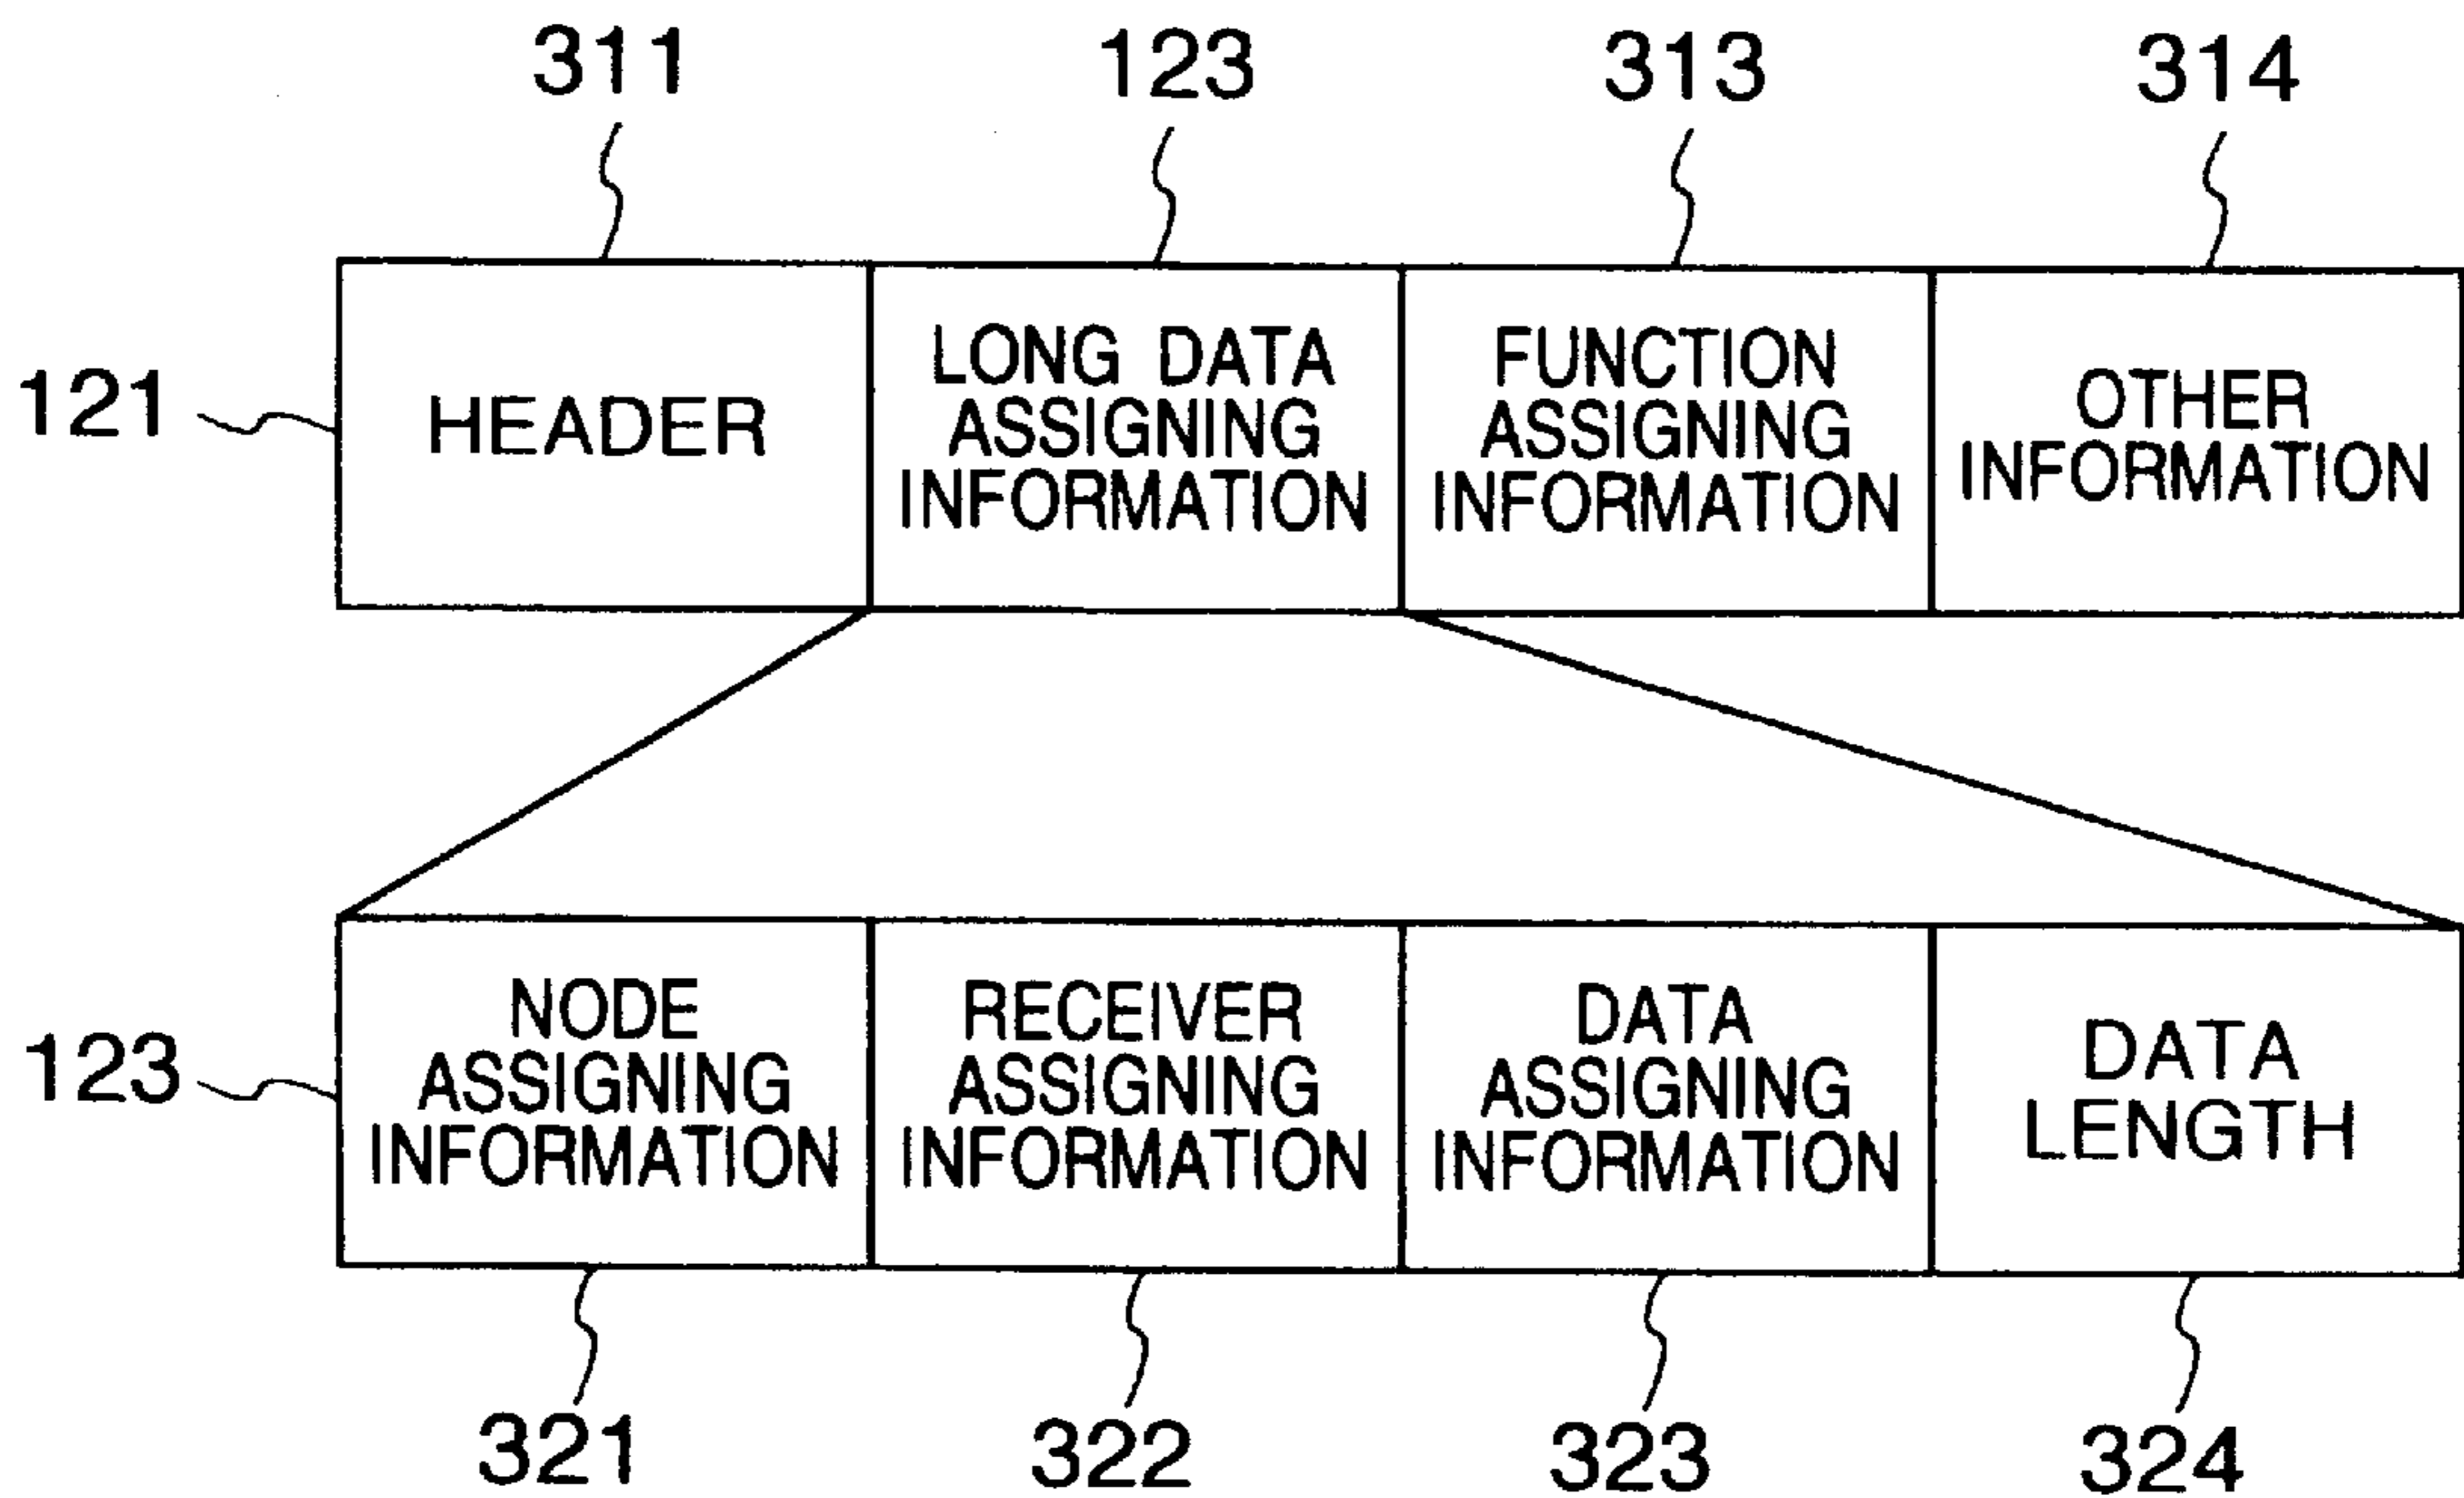 311 123 313 314
121
HEADER
LONG DATA
ASSIGNING
INFORMATION
FUNCTION
ASSIGNING
INFORMATION
OTHER
INFORMATION
123
NODE
ASSIGNING
INFORMATION
RECEIVER
ASSIGNING
INFORMATION
DATA
ASSIGNING
INFORMATION
DATA
LENGTH
321 322 323 324